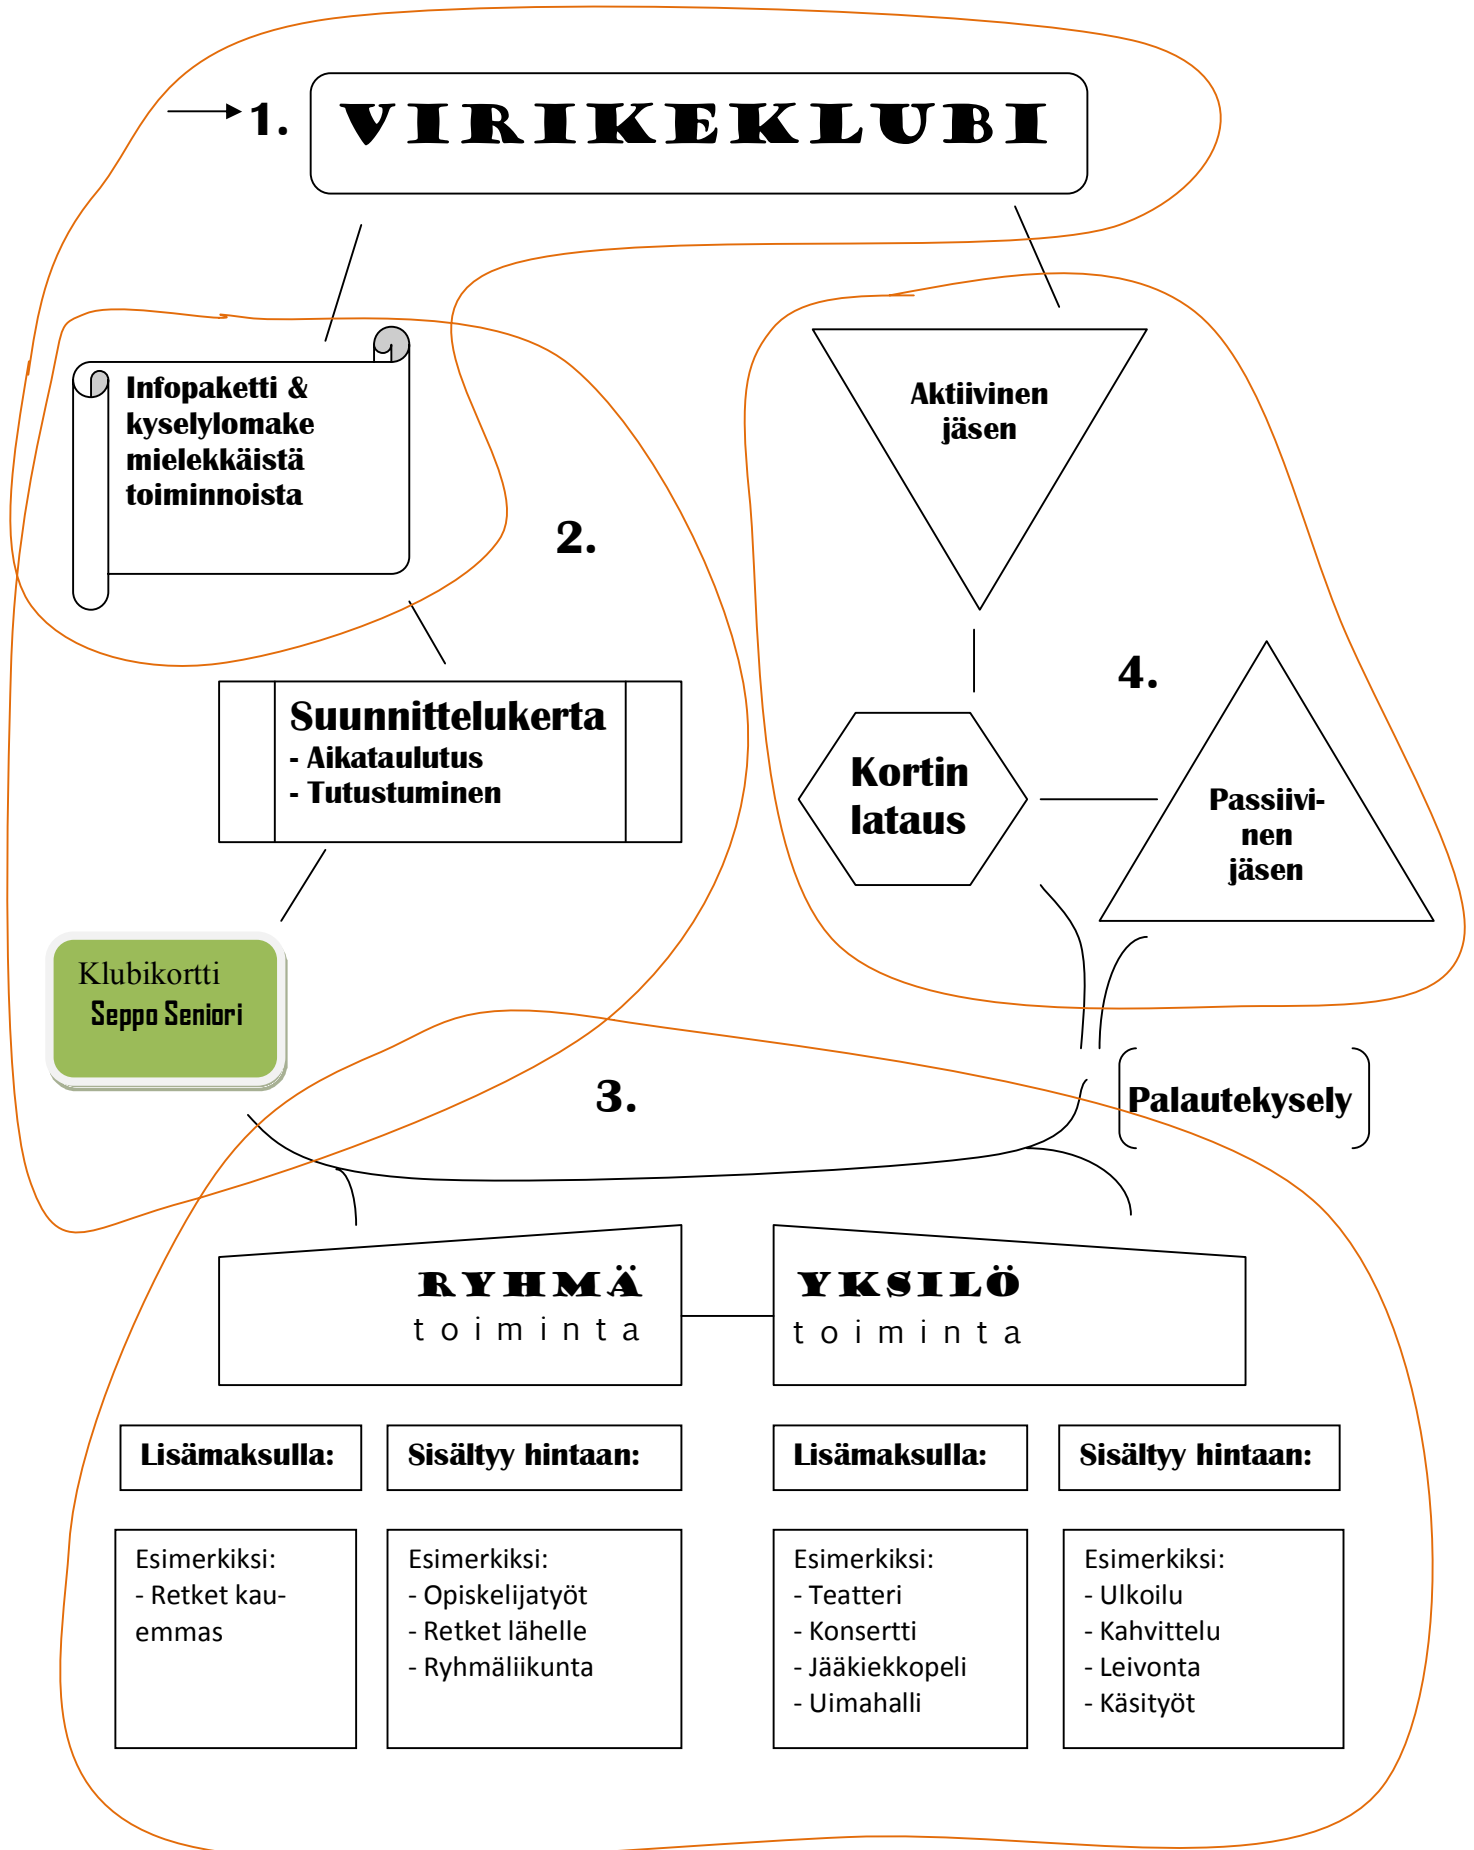 1.
VIRIKEKLUBI
Infopaketti &
kyselylomake
mielekkäistä
toiminnoista
2.
Suunnittelukerta
- Aikataulutus
- Tutustuminen
Klubikortti
Seppo Seniori
Aktiivinen
jäsen
4.
Kortin
lataus
Passiivi-
nen
jäsen
3.
Palautekysely
RYHMÄ
toiminta
YKSILÖ
toiminta
Lisämaksulla:
Esimerkiksi:
- Retket kau-
emmas
Sisältyy hintaan:
Esimerkiksi:
- Opiskelijatyöt
- Retket lähelle
- Ryhmäliikunta
Lisämaksulla:
Esimerkiksi:
- Teatteri
- Konsertti
- Jääkiekkopeli
- Uimahalli
Sisältyy hintaan:
Esimerkiksi:
- Ulkoilu
- Kahvittelu
- Leivonta
- Käsityöt